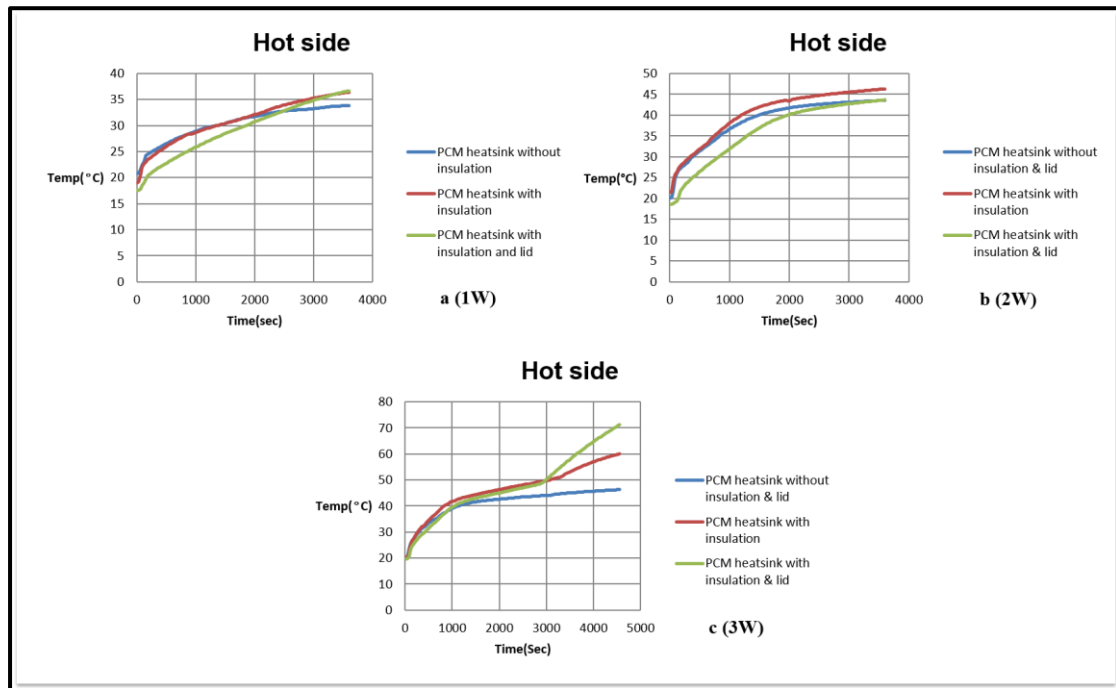 Hot side
40
35
30
25
20
15
10
5
0
Temp(°C)
0 1000 2000 3000 4000
Time(sec)
PCM heatsink without
insulation
PCM heatsink with
insulation
PCM heatsink with
insulation and lid
a (1W)
Hot side
50
45
40
35
30
25
20
15
10
5
0
Temp(°C)
0 1000 2000 3000 4000
Time(Sec)
PCM heatsink without
insulation & lid
PCM heatsink with
insulation
PCM heatsink with
insulation & lid
b (2W)
Hot side
80
70
60
50
40
30
20
10
0
Temp(°C)
0 1000 2000 3000 4000 5000
Time(Sec)
PCM heatsink without
insulation & lid
PCM heatsink with
insulation
PCM heatsink with
insulation & lid
c (3W)